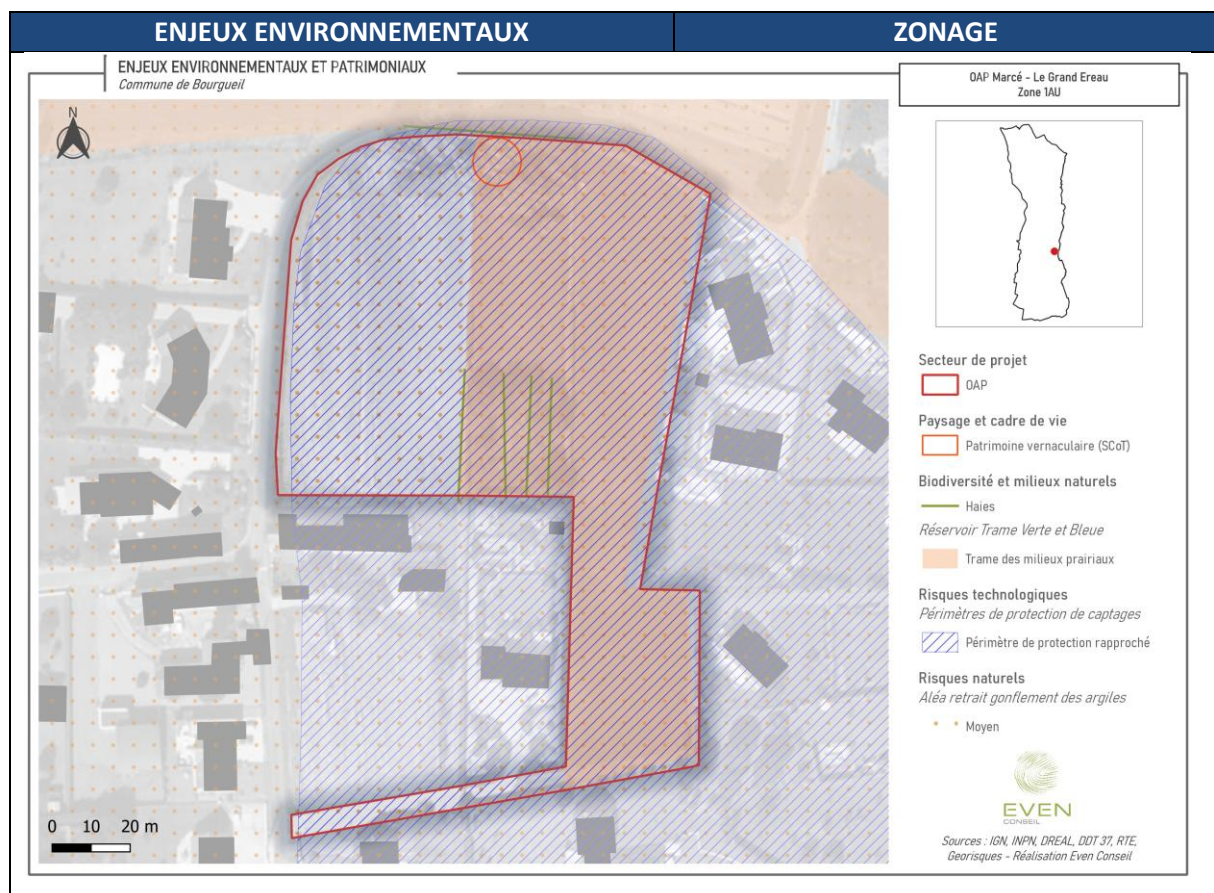 ENJEUX ENVIRONNEMENTAUX
ZONAGE
ENJEUX ENVIRONNEMENTAUX ET PATRIMONIAUX
Commune de Bourgueil
N
0 10 20 m
OAP Marcé - Le Grand Ereau
Zone 1AU
Secteur de projet
OAP
Paysage et cadre de vie
Patrimoine vernaculaire (SCoT)
Biodiversité et milieux naturels
Haies
Réservoir Trame Verte et Bleue
Trame des milieux prairiaux
Risques technologiques
Périmètres de protection de captages
Périmètre de protection rapproché
Risques naturels
Aléa retrait gonflement des argiles
Moyen
EVEN
CONSEIL
Sources : IGN, INPN, DREAL, DDT 37, RTE,
Georisques - Réalisation Even Conseil